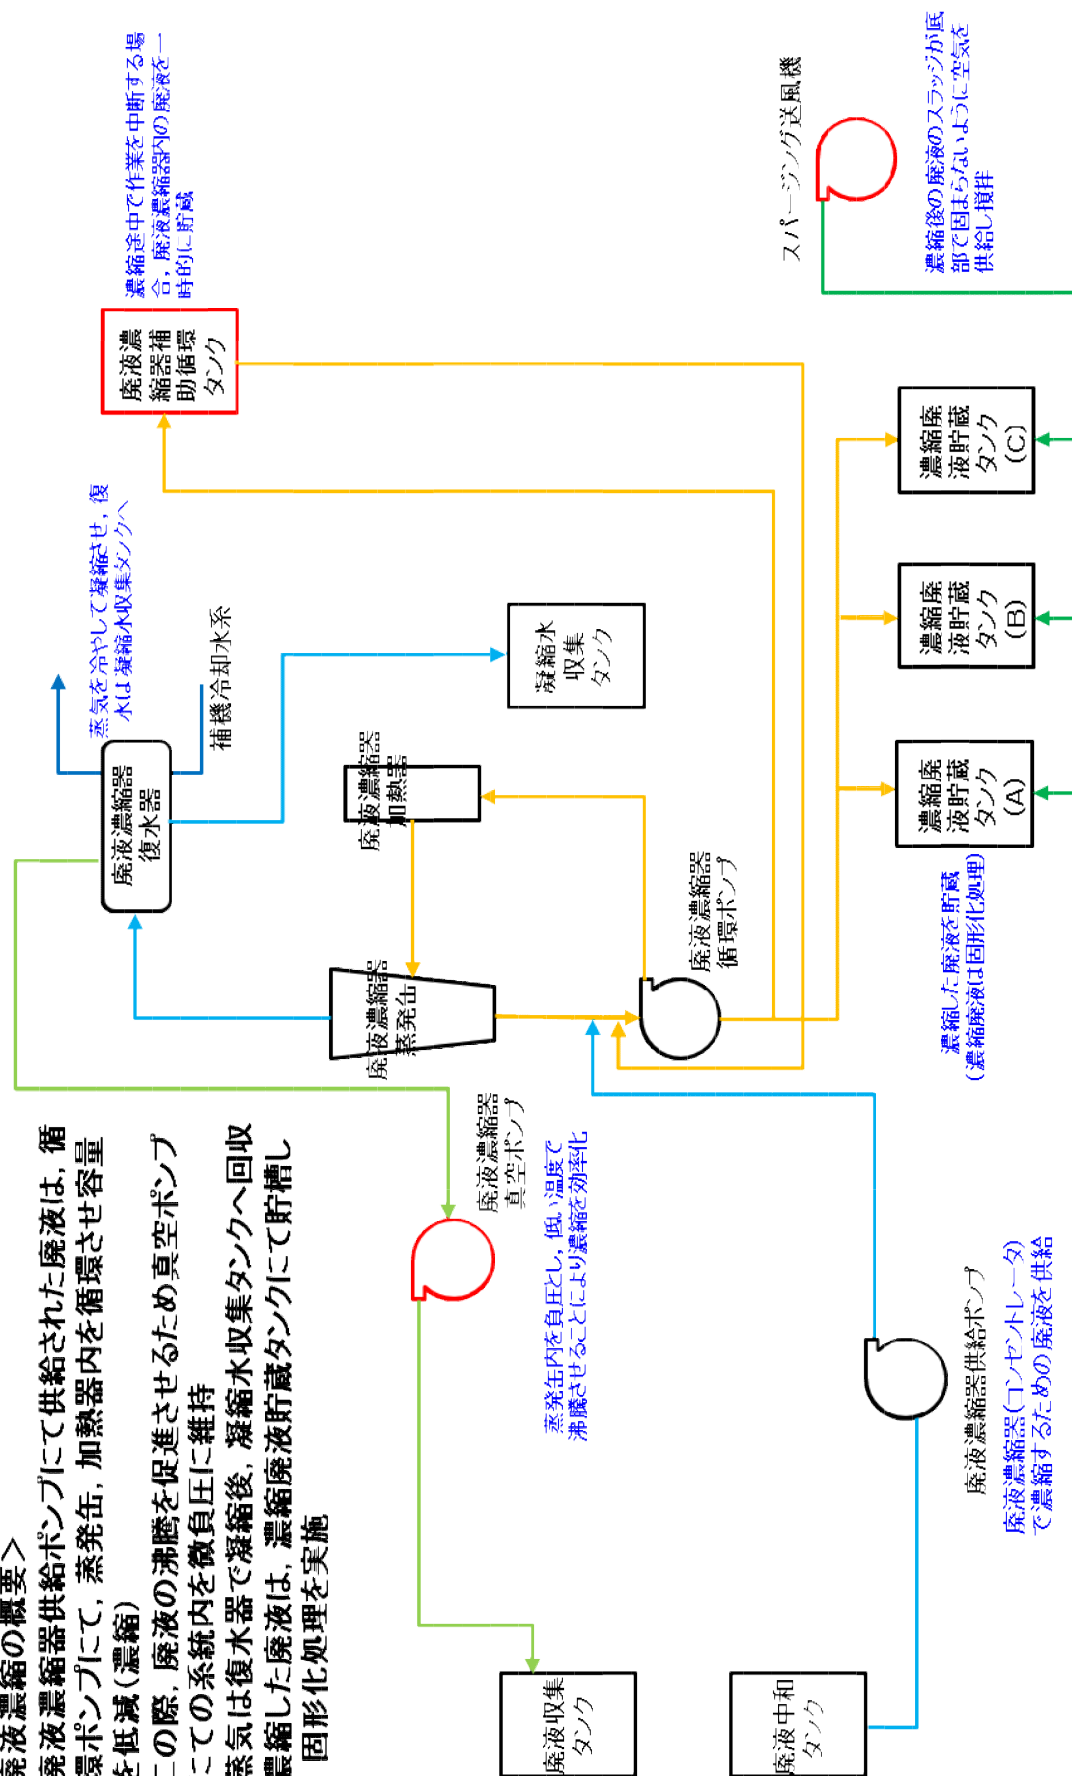 廃液濃縮の概要＞
発液濃縮器供給ポンプにて供給された廃液は，循
環ポンプにて，蒸発缶，加熱器内を循環させ容量
を低減（濃縮）
この際，廃液の沸騰を促進させるため真空ポンプ
にての系統内を微負圧に維持
蒸気は復水器で凝縮後，凝縮水収集タンクへ回収
濃縮した廃液は，濃縮廃液貯蔵タンクにて貯槽し
固形化処理を実施
蒸気を冷やして凝縮させ，復
水は凝縮水収集タンクへ
廃液濃縮器
復水器
補機冷却水系
濃縮途中で作業を中断する場
合，廃液濃縮器内の廃液を一
時的に貯蔵
廃液濃
縮器補
助循環
タンク
廃液濃縮器
加熱器
廃液濃縮器
蒸発缶
凝縮水
収集
タンク
廃液濃縮器
真空ポンプ
蒸発缶内を負圧とし，低い温度で
沸騰させることにより濃縮を効率化
廃液濃縮器
循環ポンプ
廃液収集
タンク
廃液中和
タンク
廃液濃縮器供給ポンプ
廃液濃縮器（コンセントレータ）
で濃縮するための廃液を供給
濃縮廃
液貯蔵
タンク
（A）
濃縮廃
液貯蔵
タンク
（B）
濃縮廃
液貯蔵
タンク
（C）
濃縮した廃液を貯蔵
（濃縮廃液は固形化処理）
スパージング送風機
濃縮後の廃液のスラッジが底
部で固まらないように空気を
供給し攪拌